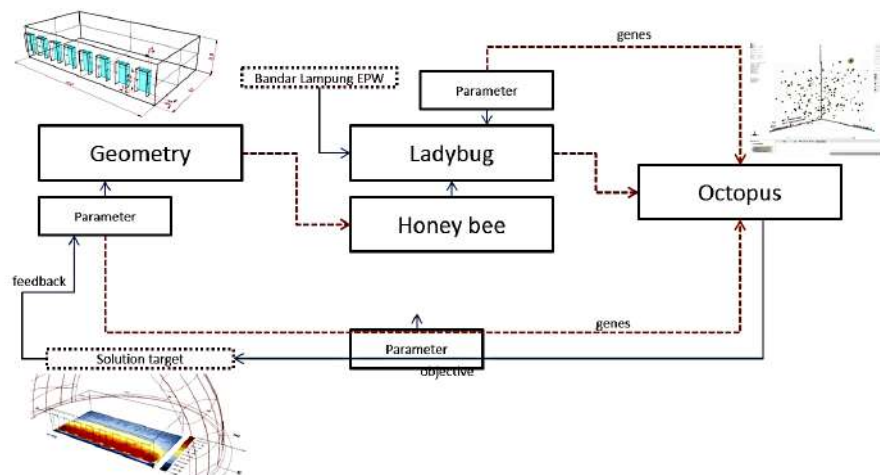 genes
Bandar Lampung EPW
Parameter
Geometry
Ladybug
Octopus
Parameter
Honey bee
feedback
genes
Solution target
Parameter
objective